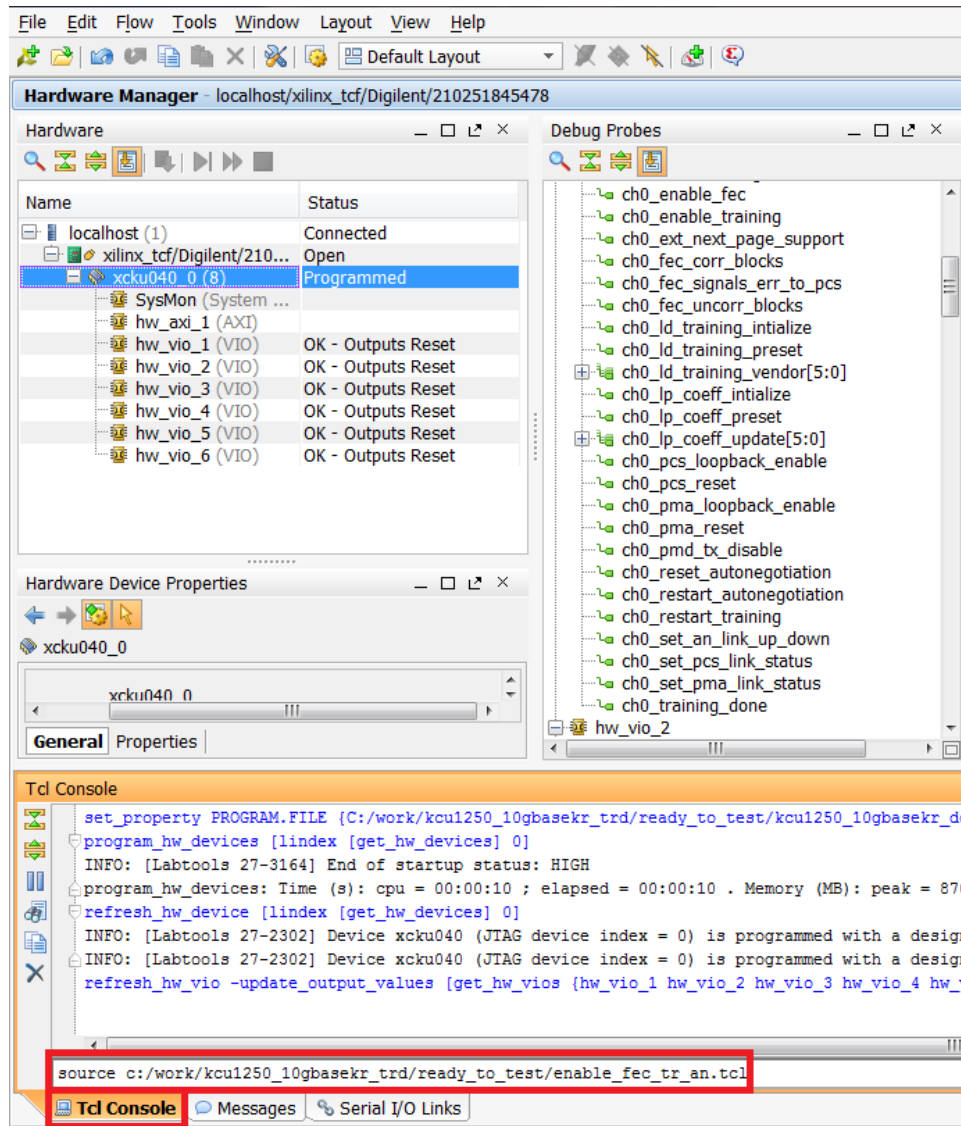 File Edit Flow Tools Window Layout View Help
Default Layout
Hardware Manager - localhost/xilinx_tcf/Digilent/210251845478
Hardware
Name Status
localhost (1) Connected
xilinx_tcf/Digilent/210... Open
xcku040_0 (8) Programmed
SysMon (System ...
hw_axi_1 (AXI)
hw_vio_1 (VIO) OK - Outputs Reset
hw_vio_2 (VIO) OK - Outputs Reset
hw_vio_3 (VIO) OK - Outputs Reset
hw_vio_4 (VIO) OK - Outputs Reset
hw_vio_5 (VIO) OK - Outputs Reset
hw_vio_6 (VIO) OK - Outputs Reset
Hardware Device Properties
xcku040_0
xcku040_0
General Properties
Debug Probes
ch0_enable_fec
ch0_enable_training
ch0_ext_next_page_support
ch0_fec_corr_blocks
ch0_fec_signals_err_to_pcs
ch0_fec_uncorr_blocks
ch0_ld_training_intialize
ch0_ld_training_preset
ch0_ld_training_vendor[5:0]
ch0_lp_coeff_intialize
ch0_lp_coeff_preset
ch0_lp_coeff_update[5:0]
ch0_pcs_loopback_enable
ch0_pcs_reset
ch0_pma_loopback_enable
ch0_pma_reset
ch0_pmd_tx_disable
ch0_reset_autonegotiation
ch0_restart_autonegotiation
ch0_restart_training
ch0_set_an_link_up_down
ch0_set_pcs_link_status
ch0_set_pma_link_status
ch0_training_done
hw_vio_2
Tcl Console
set_property PROGRAM.FILE {C:/work/kcu1250_10gbasekr_trd/ready_to_test/kcu1250_10gbasekr_d
program_hw_devices [lindex [get_hw_devices] 0]
INFO: [Labtools 27-3164] End of startup status: HIGH
program_hw_devices: Time (s): cpu = 00:00:10 ; elapsed = 00:00:10 . Memory (MB): peak = 87
refresh_hw_device [lindex [get_hw_devices] 0]
INFO: [Labtools 27-2302] Device xcku040 (JTAG device index = 0) is programmed with a design
INFO: [Labtools 27-2302] Device xcku040 (JTAG device index = 0) is programmed with a design
refresh_hw_vio -update_output_values [get_hw_vios {hw_vio_1 hw_vio_2 hw_vio_3 hw_vio_4 hw_
source c:/work/kcu1250_10gbasekr_trd/ready_to_test/enable_fec_tr_an.tcl
Tcl Console Messages Serial I/O Links